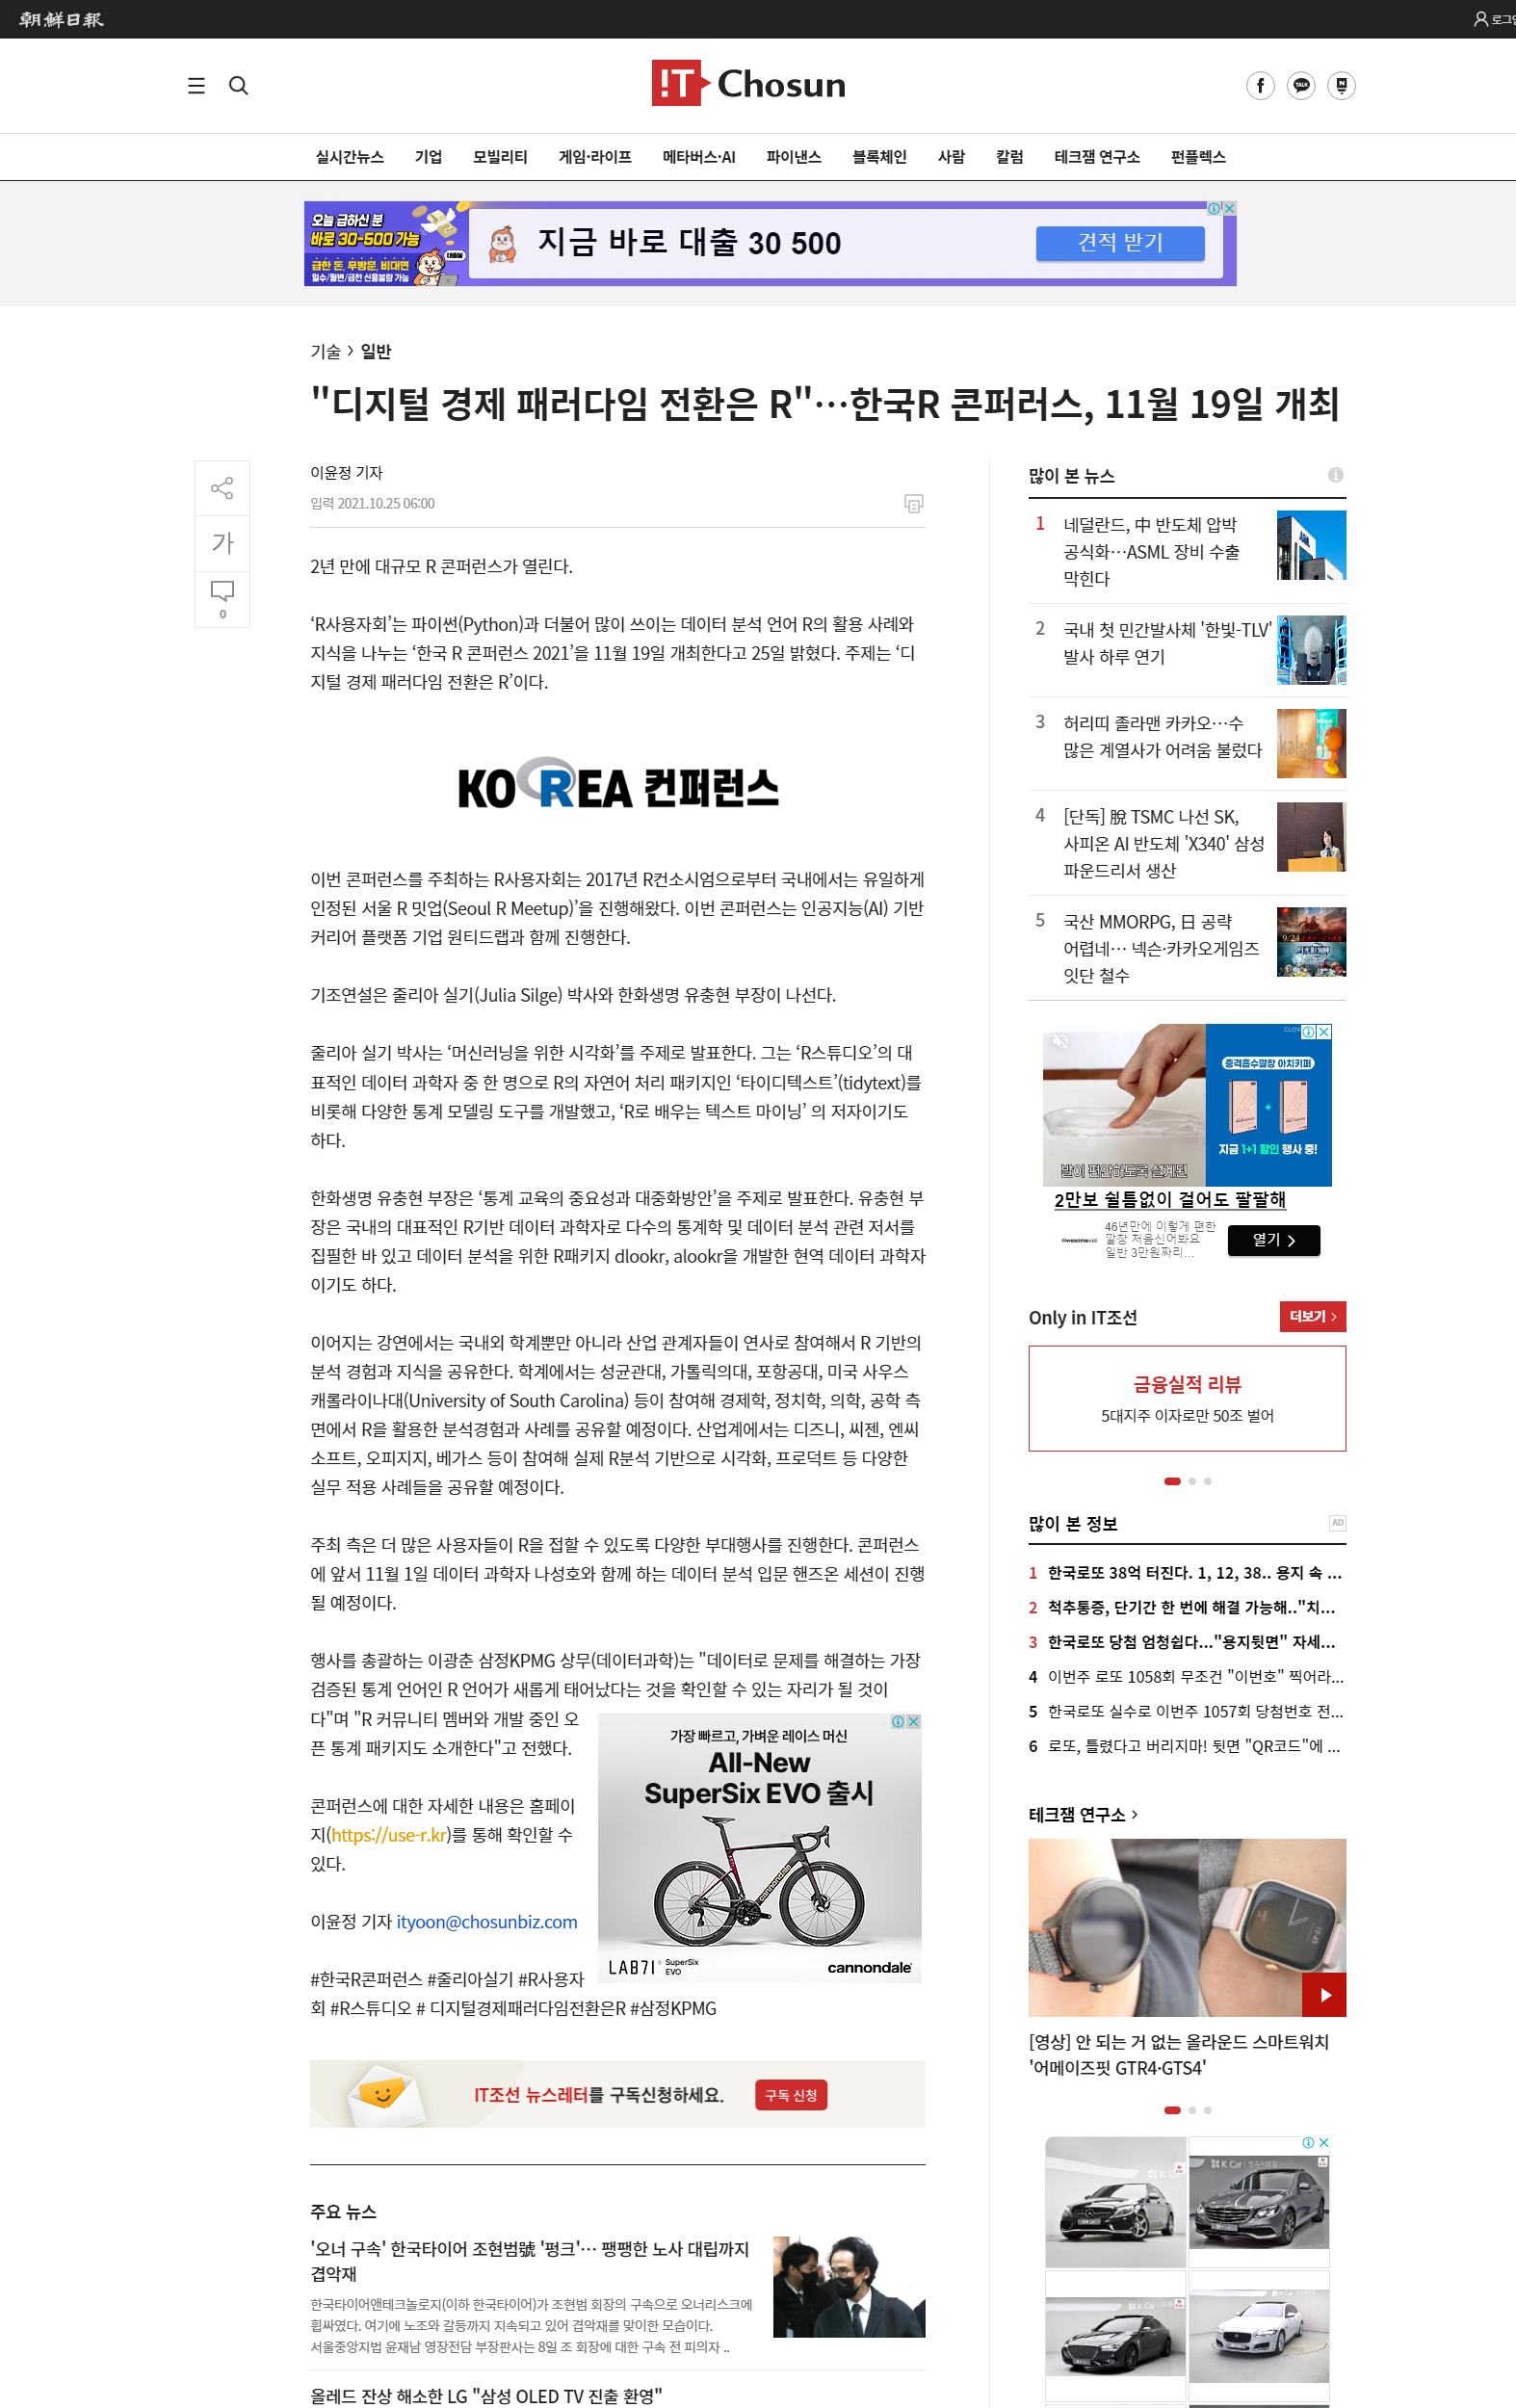 朝鮮日報
로그인
!T Chosun
실시간뉴스 기업 모빌리티 게임·라이프 메타버스·AI 파이낸스 블록체인 사람 칼럼 테크잼 연구소 펀플렉스
오늘 급하신 분
바로 30-500 가능
급한 돈, 무방문, 비대면
일수/월변/급전 신용불량 가능
지금 바로 대출 30 500
견적 받기
기술 > 일반
"디지털 경제 패러다임 전환은 R"…한국R 콘퍼러스, 11월 19일 개최
이윤정 기자
입력 2021.10.25 06:00
가
0
2년 만에 대규모 R 콘퍼런스가 열린다.
‘R사용자회’는 파이썬(Python)과 더불어 많이 쓰이는 데이터 분석 언어 R의 활용 사례와
지식을 나누는 ‘한국 R 콘퍼런스 2021’을 11월 19일 개최한다고 25일 밝혔다. 주제는 ‘디
지털 경제 패러다임 전환은 R’이다.
KOREA 컨퍼런스
이번 콘퍼런스를 주최하는 R사용자회는 2017년 R컨소시엄으로부터 국내에서는 유일하게
인정된 서울 R 밋업(Seoul R Meetup)’을 진행해왔다. 이번 콘퍼런스는 인공지능(AI) 기반
커리어 플랫폼 기업 원티드랩과 함께 진행한다.
기조연설은 줄리아 실기(Julia Silge) 박사와 한화생명 유충현 부장이 나선다.
줄리아 실기 박사는 ‘머신러닝을 위한 시각화’를 주제로 발표한다. 그는 ‘R스튜디오’의 대
표적인 데이터 과학자 중 한 명으로 R의 자연어 처리 패키지인 ‘타이디텍스트’(tidytext)를
비롯해 다양한 통계 모델링 도구를 개발했고, ‘R로 배우는 텍스트 마이닝’ 의 저자이기도
하다.
한화생명 유충현 부장은 ‘통계 교육의 중요성과 대중화방안’을 주제로 발표한다. 유충현 부
장은 국내의 대표적인 R기반 데이터 과학자로 다수의 통계학 및 데이터 분석 관련 저서를
집필한 바 있고 데이터 분석을 위한 R패키지 dlookr, alookr을 개발한 현역 데이터 과학자
이기도 하다.
이어지는 강연에서는 국내외 학계뿐만 아니라 산업 관계자들이 연사로 참여해서 R 기반의
분석 경험과 지식을 공유한다. 학계에서는 성균관대, 가톨릭의대, 포항공대, 미국 사우스
캐롤라이나대(University of South Carolina) 등이 참여해 경제학, 정치학, 의학, 공학 측
면에서 R을 활용한 분석경험과 사례를 공유할 예정이다. 산업계에서는 디즈니, 씨젠, 엔씨
소프트, 오피지지, 베가스 등이 참여해 실제 R분석 기반으로 시각화, 프로덕트 등 다양한
실무 적용 사례들을 공유할 예정이다.
주최 측은 더 많은 사용자들이 R을 접할 수 있도록 다양한 부대행사를 진행한다. 콘퍼런스
에 앞서 11월 1일 데이터 과학자 나성호와 함께 하는 데이터 분석 입문 핸즈온 세션이 진행
될 예정이다.
행사를 총괄하는 이광춘 삼정KPMG 상무(데이터과학)는 "데이터로 문제를 해결하는 가장
검증된 통계 언어인 R 언어가 새롭게 태어났다는 것을 확인할 수 있는 자리가 될 것이
다"며 "R 커뮤니티 멤버와 개발 중인 오
픈 통계 패키지도 소개한다"고 전했다.
콘퍼런스에 대한 자세한 내용은 홈페이
지(https://use-r.kr)를 통해 확인할 수
있다.
이윤정 기자 ityoon@chosunbiz.com
#한국R콘퍼런스 #줄리아실기 #R사용자
회 #R스튜디오 # 디지털경제패러다임전환은R #삼정KPMG
가장 빠르고, 가벼운 레이스 머신
All-New
SuperSix EVO 출시
cannondale
LAB71 SuperSix
EVO
cannondale
IT조선 뉴스레터를 구독신청하세요.
구독 신청
주요 뉴스
'오너 구속' 한국타이어 조현범號 '펑크'… 팽팽한 노사 대립까지
겹악재
한국타이어앤테크놀로지(이하 한국타이어)가 조현범 회장의 구속으로 오너리스크에
휩싸였다. 여기에 노조와 갈등까지 지속되고 있어 겹악재를 맞이한 모습이다.
서울중앙지법 윤재남 영장전담 부장판사는 8일 조 회장에 대한 구속 전 피의자 ..
올레드 잔상 해소한 LG "삼성 OLED TV 진출 환영"
많이 본 뉴스
1 네덜란드, 中 반도체 압박
공식화…ASML 장비 수출
막힌다
2 국내 첫 민간발사체 '한빛-TLV'
발사 하루 연기
3 허리띠 졸라맨 카카오…수
많은 계열사가 어려움 불렀다
4 [단독] 脫 TSMC 나선 SK,
사피온 AI 반도체 'X340' 삼성
파운드리서 생산
5 국산 MMORPG, 日 공략
어렵네… 넥슨·카카오게임즈
잇단 철수
충격흡수깔창 아치키퍼
지금 1+1 할인 행사 중!
발이 편안하도록 설계된
2만보 쉴틈없이 걸어도 팔팔해
46년만에 이렇게 편한
깔창 처음신어봐요
일반 3만원짜리...
열기
Only in IT조선
더보기
금융실적 리뷰
5대지주 이자로만 50조 벌어
많이 본 정보
AD
1 한국로또 38억 터진다. 1, 12, 38.. 용지 속 ...
2 척추통증, 단기간 한 번에 해결 가능해.."치...
3 한국로또 당첨 엄청쉽다..."용지뒷면" 자세...
4 이번주 로또 1058회 무조건 "이번호" 찍어라...
5 한국로또 실수로 이번주 1057회 당첨번호 전...
6 로또, 틀렸다고 버리지마! 뒷면 "QR코드"에 ...
테크잼 연구소
[영상] 안 되는 거 없는 올라운드 스마트워치
'어메이즈핏 GTR4·GTS4'
K Car
K Car